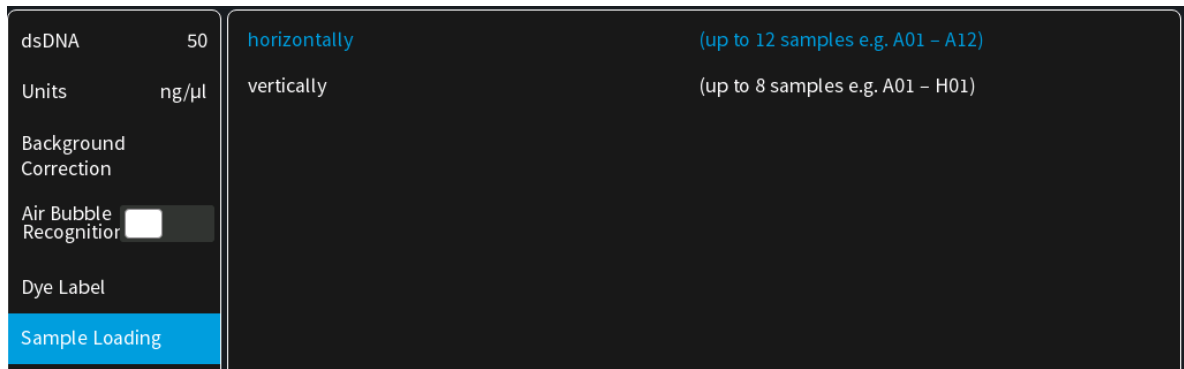 dsDNA 50
Units ng/µl
Background
Correction
Air Bubble
Recognition
Dye Label
Sample Loading
horizontally (up to 12 samples e.g. A01 – A12)
vertically (up to 8 samples e.g. A01 – H01)